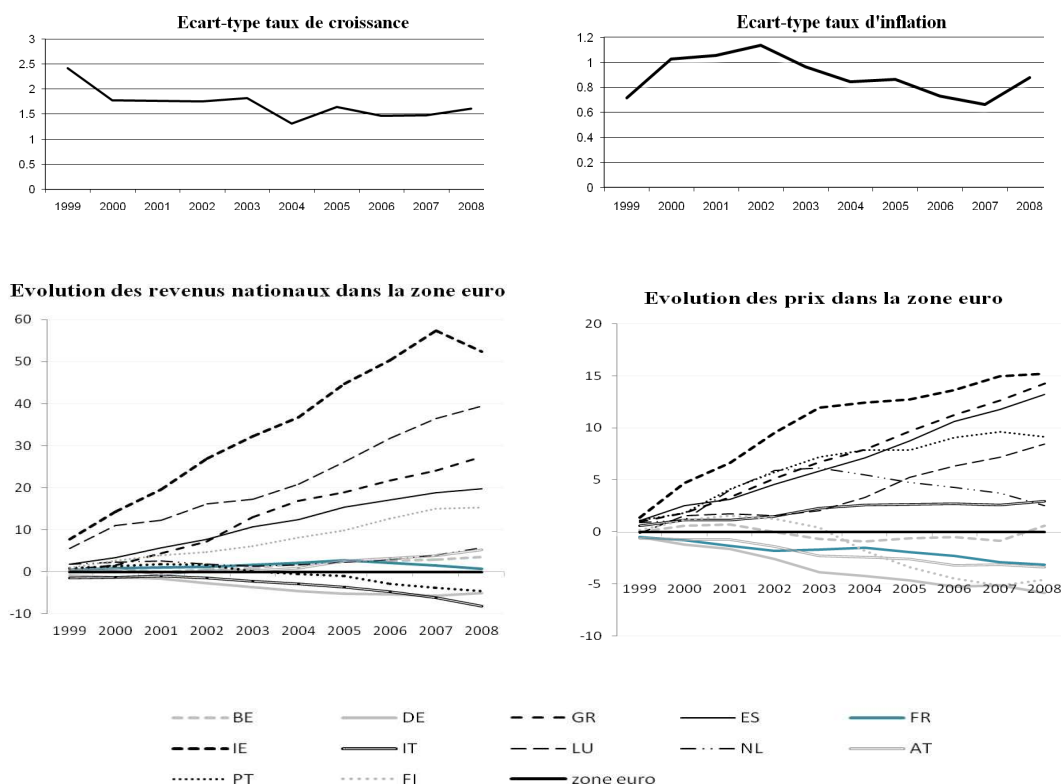 Ecart-type taux de croissance
3
2.5
2
1.5
1
0.5
0
1999 2000 2001 2002 2003 2004 2005 2006 2007 2008
Ecart-type taux d'inflation
1.2
1
0.8
0.6
0.4
0.2
0
1999 2000 2001 2002 2003 2004 2005 2006 2007 2008
Evolution des revenus nationaux dans la zone euro
60
50
40
30
20
10
0
-10
1999 2000 2001 2002 2003 2004 2005 2006 2007 2008
Evolution des prix dans la zone euro
20
15
10
5
0
-5
-10
1999 2000 2001 2002 2003 2004 2005 2006 2007 2008
BE DE GR ES FR
IE IT LU NL AT
PT FI zone euro